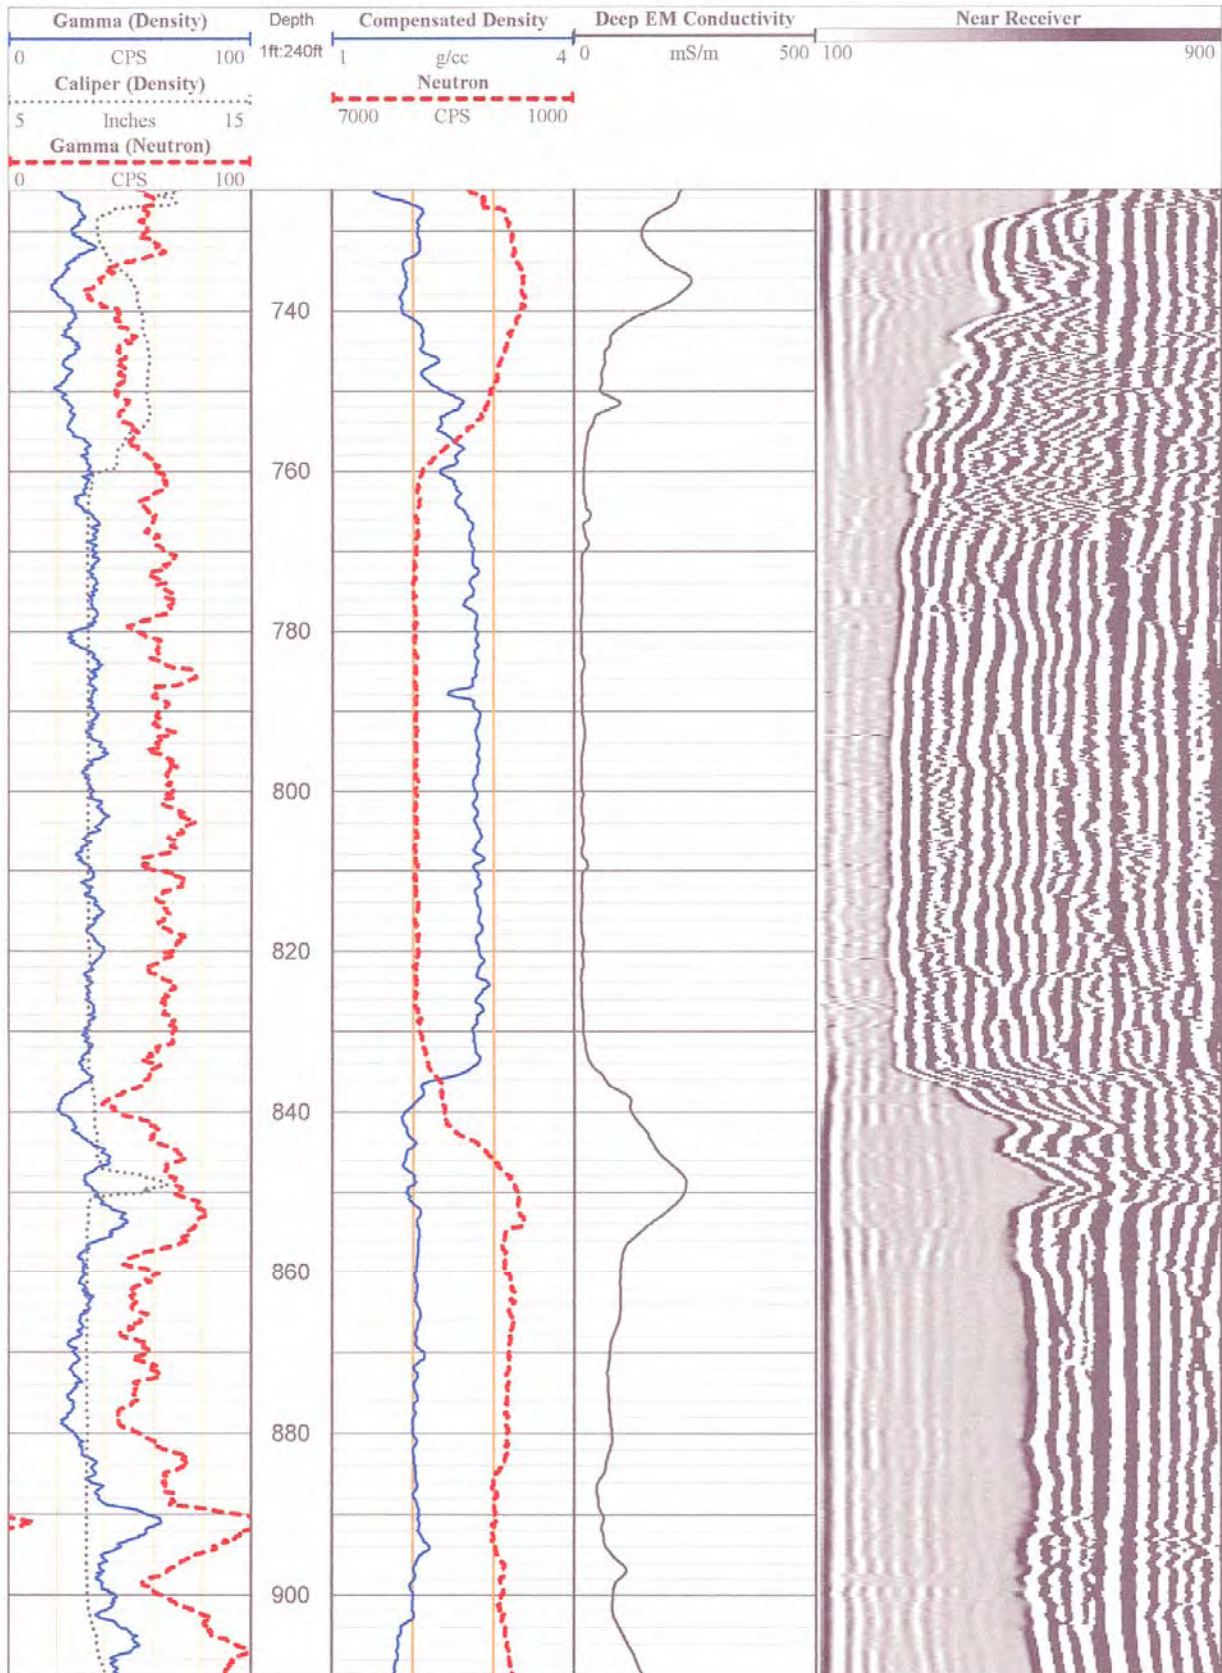 Gamma (Density) Depth Compensated Density Deep EM Conductivity Near Receiver
0 CPS 100 1ft:240ft 1 g/cc 4 0 mS/m 500 100 900
Caliper (Density) Neutron
5 Inches 15 7000 CPS 1000
Gamma (Neutron)
0 CPS 100
740
760
780
800
820
840
860
880
900